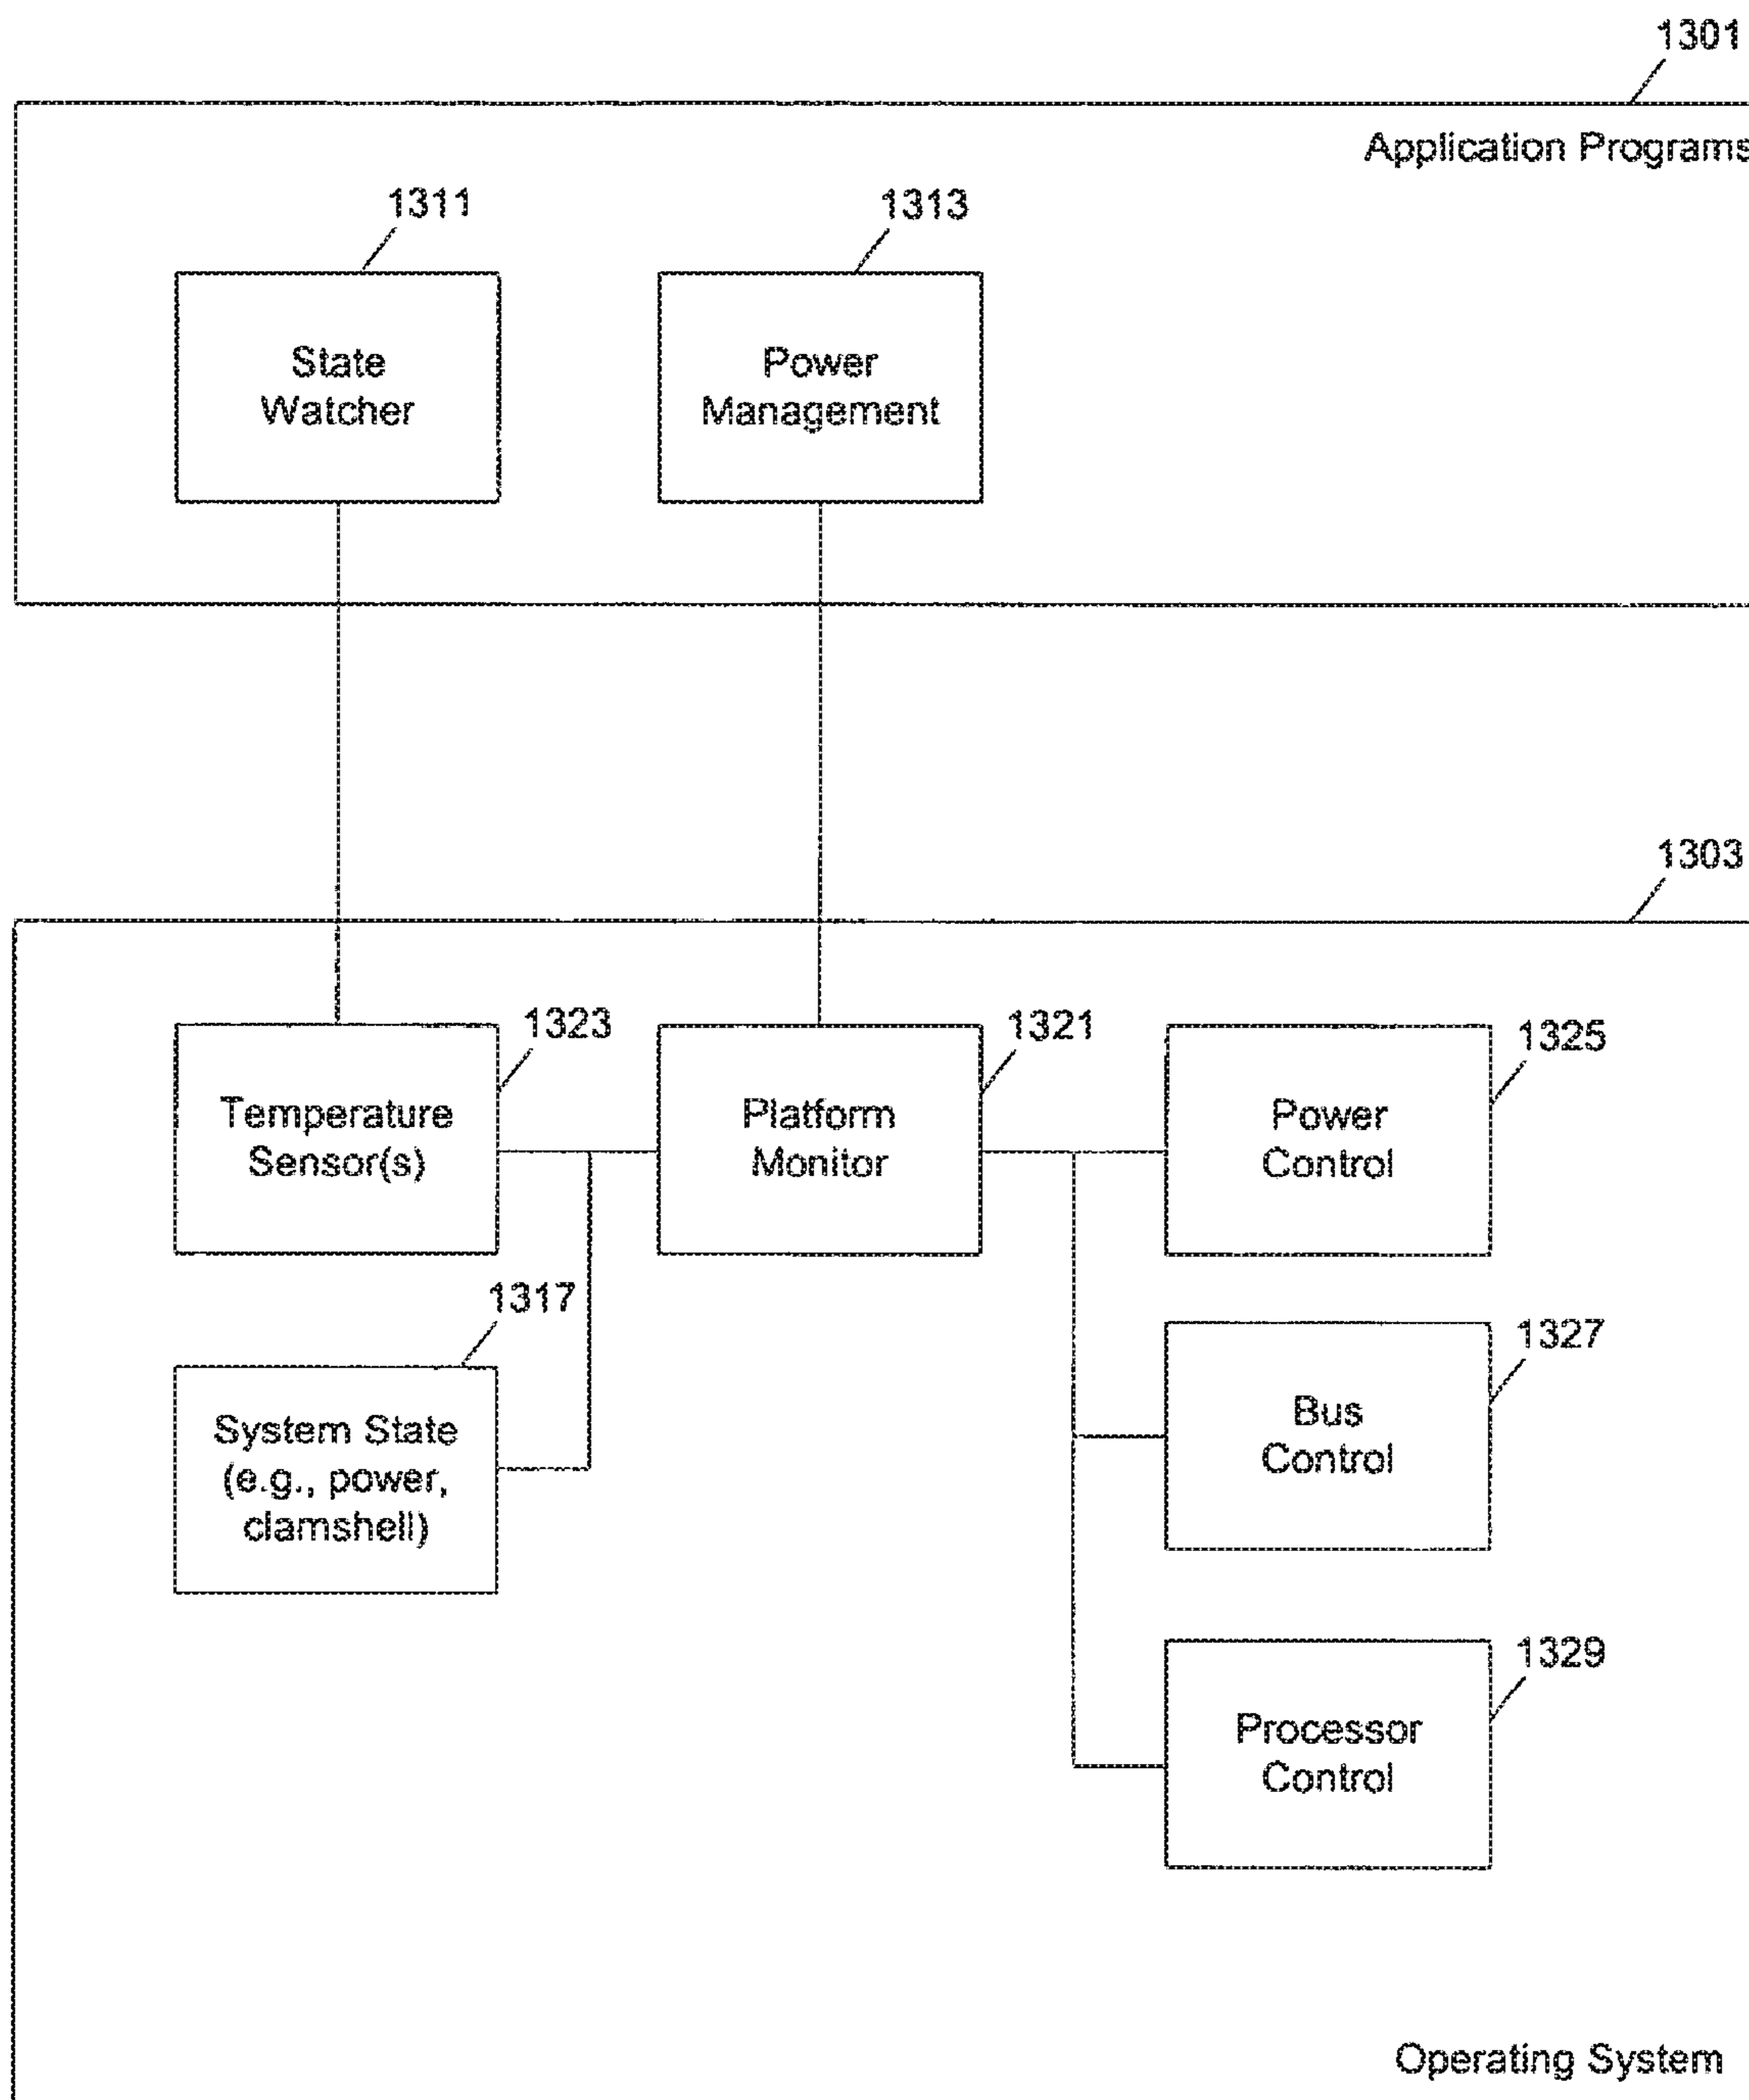 1301
Application Programs
1311
1313
State
Watcher
Power
Management
1303
1323
1321
1325
Temperature
Sensor(s)
Platform
Monitor
Power
Control
1317
1327
System State
(e.g., power,
clamshell)
Bus
Control
1329
Processor
Control
Operating System